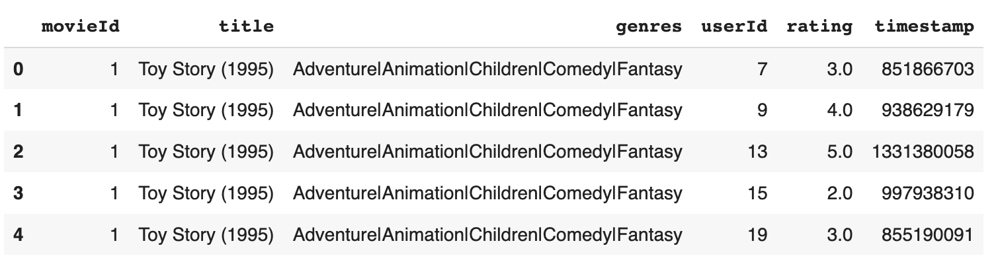 movieId title genres userId rating timestamp
0 1 Toy Story (1995) Adventure|Animation|Children|Comedy|Fantasy 7 3.0 851866703
1 1 Toy Story (1995) Adventure|Animation|Children|Comedy|Fantasy 9 4.0 938629179
2 1 Toy Story (1995) Adventure|Animation|Children|Comedy|Fantasy 13 5.0 1331380058
3 1 Toy Story (1995) Adventure|Animation|Children|Comedy|Fantasy 15 2.0 997938310
4 1 Toy Story (1995) Adventure|Animation|Children|Comedy|Fantasy 19 3.0 855190091